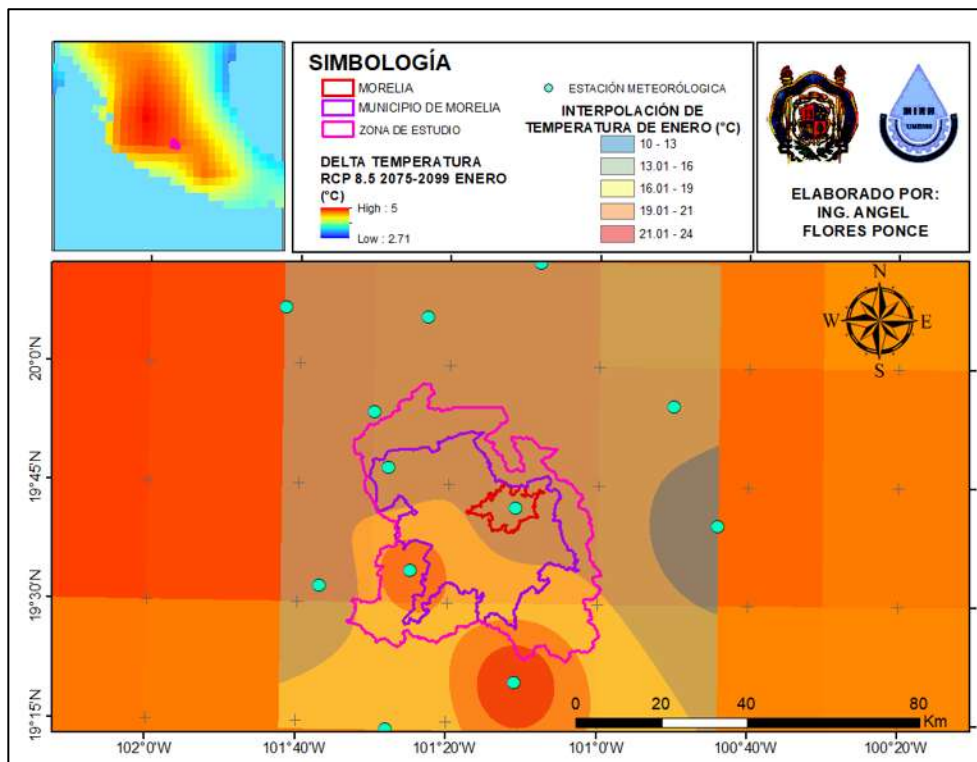 SIMBOLOGÍA
MORELIA
MUNICIPIO DE MORELIA
ZONA DE ESTUDIO
DELTA TEMPERATURA
RCP 8.5 2075-2099 ENERO
(°C)
High : 5
Low : 2.71
ESTACIÓN METEORÓLOGICA
INTERPOLACIÓN DE
TEMPERATURA DE ENERO (°C)
10 - 13
13.01 - 16
16.01 - 19
19.01 - 21
21.01 - 24
ELABORADO POR:
ING. ANGEL
FLORES PONCE
N
W
E
S
20°0'N
19°45'N
19°30'N
19°15'N
0
20
40
80
Km
102°0'W
101°40'W
101°20'W
101°0'W
100°40'W
100°20'W